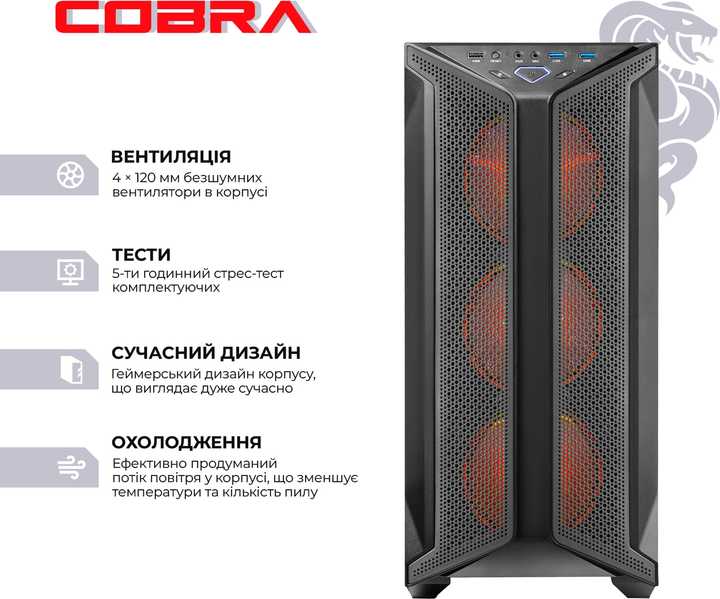 COBRA
ВЕНТИЛЯЦІЯ
4 × 120 мм безшумних
вентилятори в корпусі
ТЕСТИ
5-ти годинний стрес-тест
комплектуючих
СУЧАСНИЙ ДИЗАЙН
Геймерський дизайн корпусу,
що виглядає дуже сучасно
ОХОЛОДЖЕННЯ
Ефективно продуманий
потік повітря у корпусі, що зменшує
температури та кількість пилу